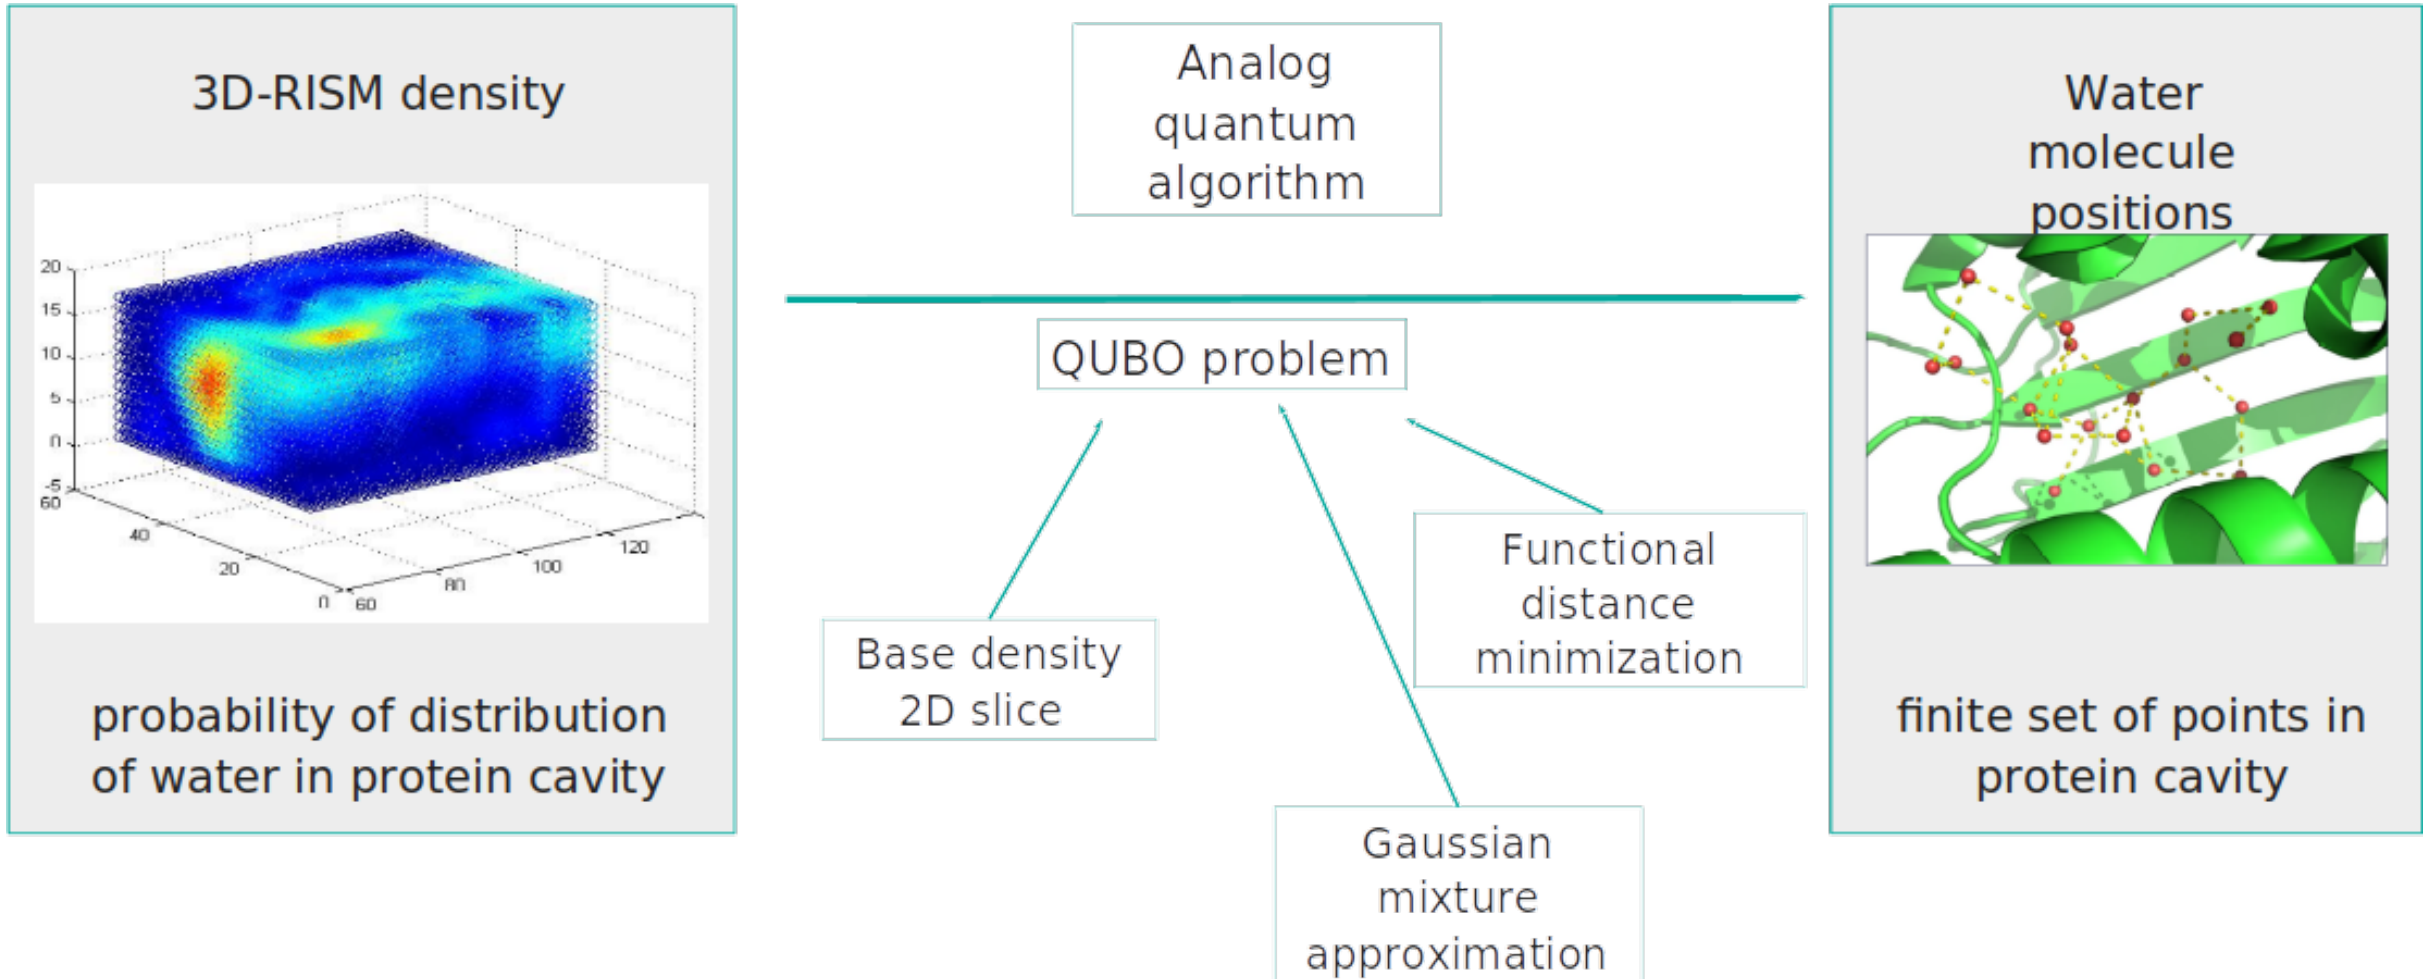 3D-RISM density
20
15
10
5
0
-5
60
40
20
0
60
80
100
120
probability of distribution
of water in protein cavity
Analog
quantum
algorithm
QUBO problem
Base density
2D slice
Functional
distance
minimization
Gaussian
mixture
approximation
Water
molecule
positions
finite set of points in
protein cavity